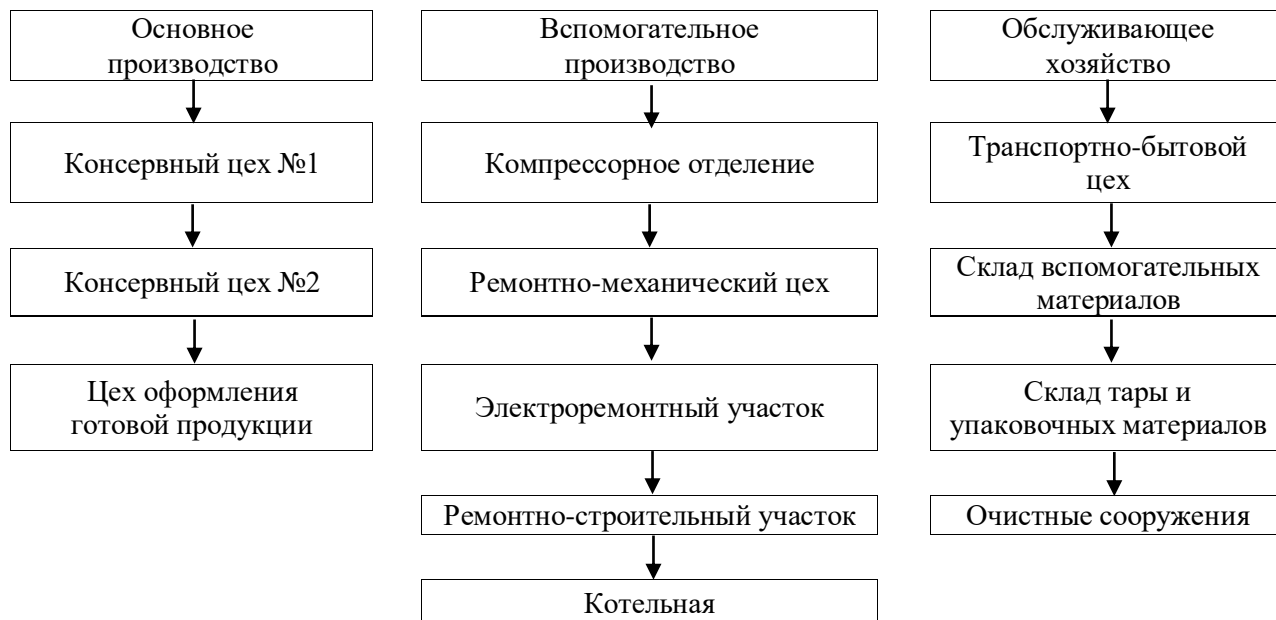 Основное
производство
Консервный цех №1
Консервный цех №2
Цех оформления
готовой продукции
Вспомогательное
производство
Компрессорное отделение
Ремонтно-механический цех
Электроремонтный участок
Ремонтно-строительный участок
Котельная
Обслуживающее
хозяйство
Транспортно-бытовой
цех
Склад вспомогательных
материалов
Склад тары и
упаковочных материалов
Очистные сооружения